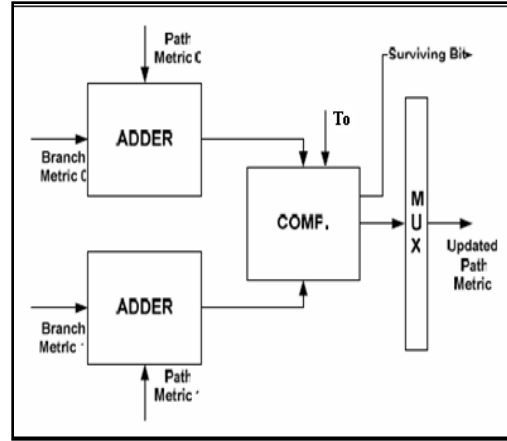 Path
Metric 0
Surviving Bit
ADDER
To
Branch
Metric 0
COMP.
MUX
Updated
Path
Metric
ADDER
Branch
Metric
Path
Metric